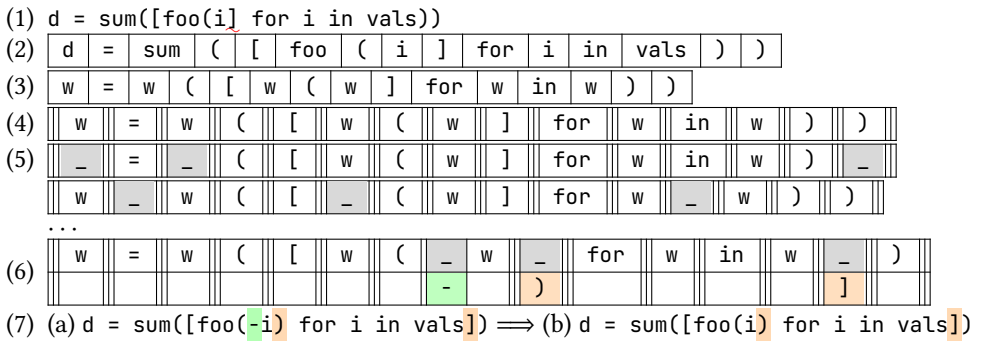 (1) d = sum([foo(i] for i in vals))
(2) d = sum ( [ foo ( i ] for i in vals ) )
(3) w = w ( [ w ( w ] for w in w ) )
(4) w = w ( [ w ( w ] for w in w ) )
(5) _ = _ ( [ w ( w ] for w in w ) _
w _ w ( [ _ ( w ] for w _ w ) )
...
(6) w = w ( [ w ( _ w _ for w in w _ )
- ) ]
(7) (a) d = sum([foo(-i) for i in vals]) ⟹ (b) d = sum([foo(i) for i in vals])